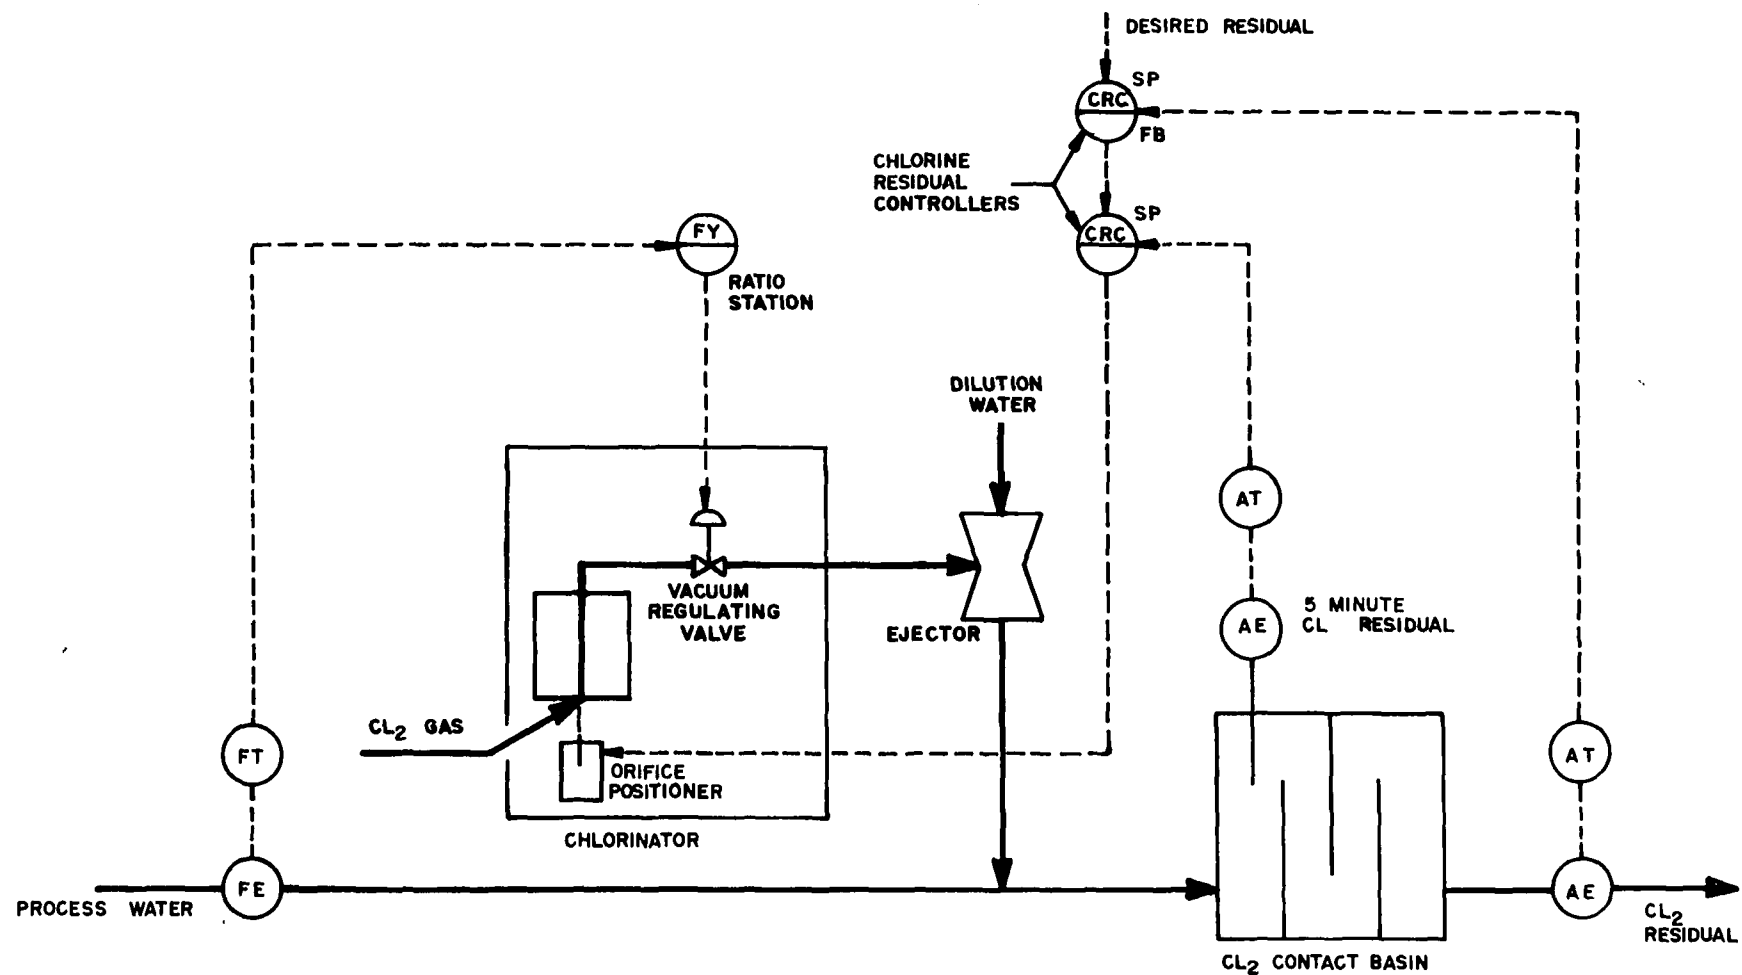 DESIRED RESIDUAL
SP
CRC
FB
CHLORINE
RESIDUAL
CONTROLLERS
SP
CRC
FY
RATIO
STATION
DILUTION
WATER
AT
VACUUM
REGULATING
VALVE
EJECTOR
AE
5 MINUTE
CL RESIDUAL
CL2 GAS
FT
ORIFICE
POSITIONER
AT
CHLORINATOR
PROCESS WATER
FE
AE
CL2
RESIDUAL
CL2 CONTACT BASIN